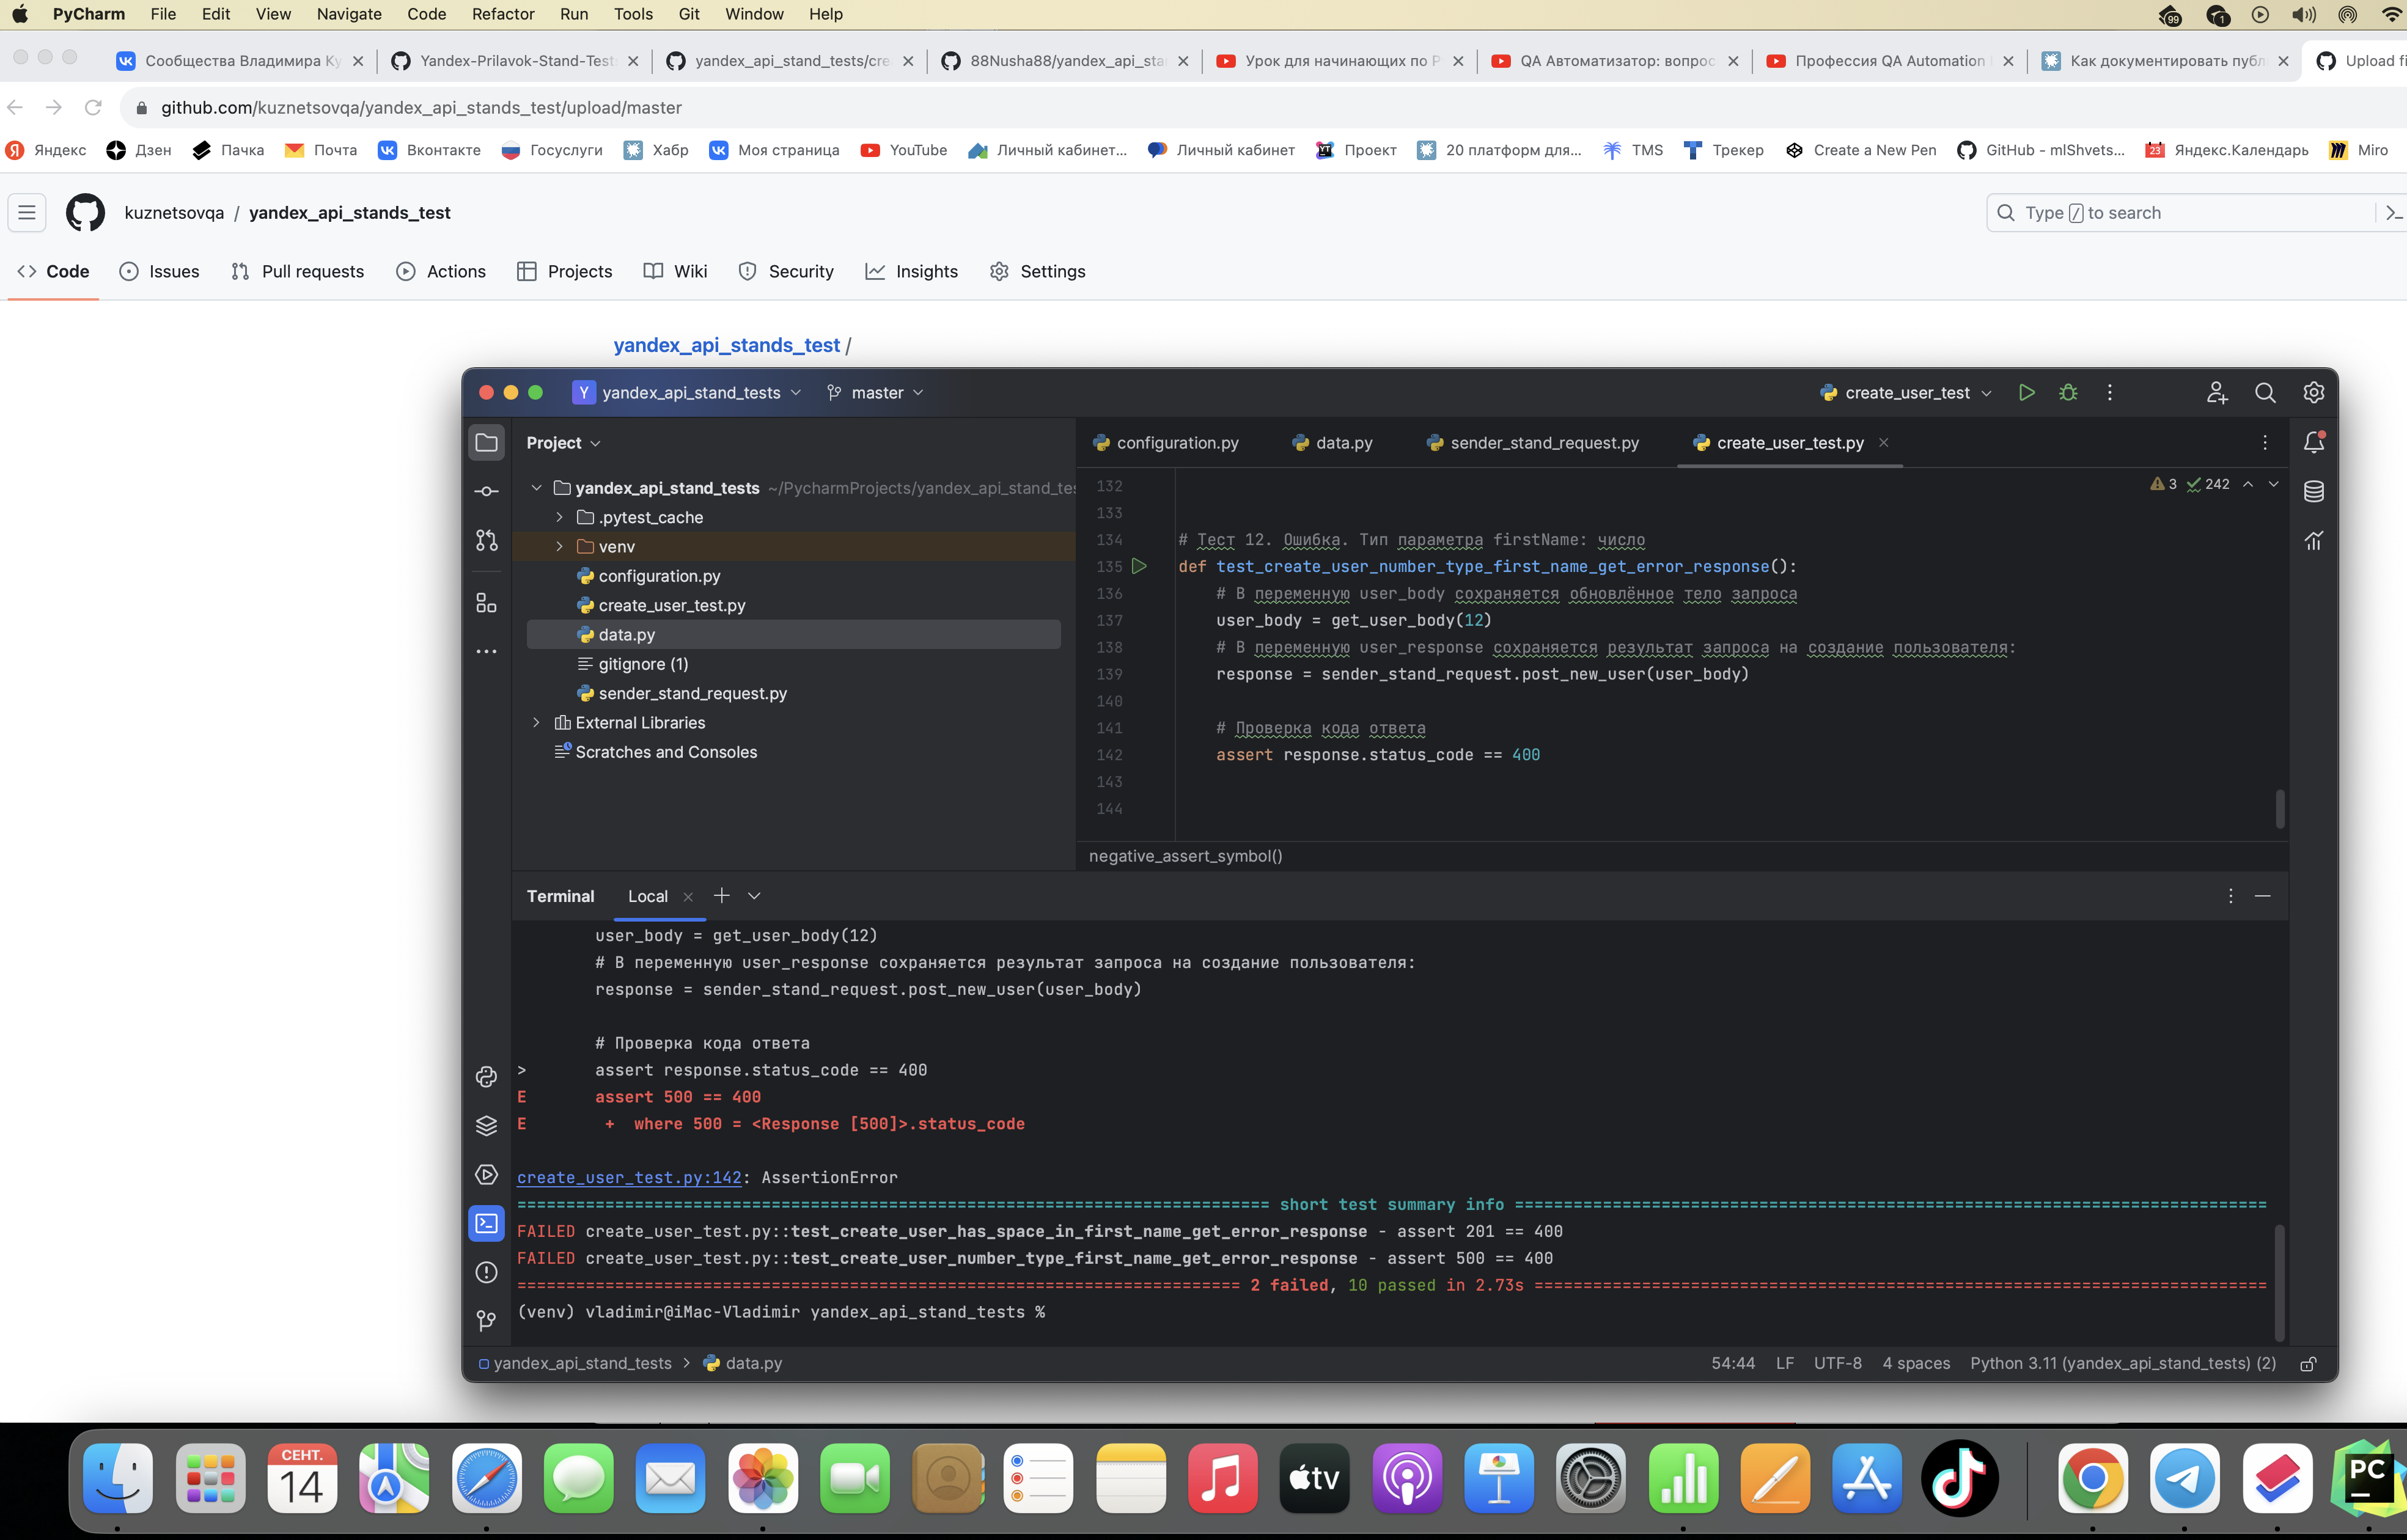 PyCharm File Edit View Navigate Code Refactor Run Tools Git Window Help
99 1
Сообщества Владимира Ку
Yandex-Prilavok-Stand-Test
yandex_api_stand_tests/cre
88Nusha88/yandex_api_sta
Урок для начинающих по P
QA Автоматизатор: вопрос
Профессия QA Automation
Как документировать публ
Upload fi
github.com/kuznetsovqa/yandex_api_stands_test/upload/master
Яндекс Дзен Пачка Почта Вконтакте Госуслуги Хабр Моя страница YouTube Личный кабинет... Личный кабинет Проект 20 платформ для... TMS Трекер Create a New Pen GitHub - mlShvets... Яндекс.Календарь Miro
kuznetsovqa / yandex_api_stands_test
Type / to search
Code Issues Pull requests Actions Projects Wiki Security Insights Settings
yandex_api_stands_test /
Y yandex_api_stand_tests master create_user_test
Project
configuration.py data.py sender_stand_request.py create_user_test.py
yandex_api_stand_tests ~/PycharmProjects/yandex_api_stand_tes
.pytest_cache
venv
configuration.py
create_user_test.py
data.py
gitignore (1)
sender_stand_request.py
External Libraries
Scratches and Consoles
3 242
132
133
134 # Тест 12. Ошибка. Тип параметра firstName: число
135 def test_create_user_number_type_first_name_get_error_response():
136 # В переменную user_body сохраняется обновлённое тело запроса
137 user_body = get_user_body(12)
138 # В переменную user_response сохраняется результат запроса на создание пользователя:
139 response = sender_stand_request.post_new_user(user_body)
140
141 # Проверка кода ответа
142 assert response.status_code == 400
143
144
negative_assert_symbol()
Terminal Local
user_body = get_user_body(12)
# В переменную user_response сохраняется результат запроса на создание пользователя:
response = sender_stand_request.post_new_user(user_body)
# Проверка кода ответа
> assert response.status_code == 400
E assert 500 == 400
E + where 500 = <Response [500]>.status_code
create_user_test.py:142: AssertionError
short test summary info
FAILED create_user_test.py::test_create_user_has_space_in_first_name_get_error_response - assert 201 == 400
FAILED create_user_test.py::test_create_user_number_type_first_name_get_error_response - assert 500 == 400
2 failed, 10 passed in 2.73s
(venv) vladimir@iMac-Vladimir yandex_api_stand_tests %
yandex_api_stand_tests > data.py
54:44 LF UTF-8 4 spaces Python 3.11 (yandex_api_stand_tests) (2)
СЕНТ.
14
tv
PC